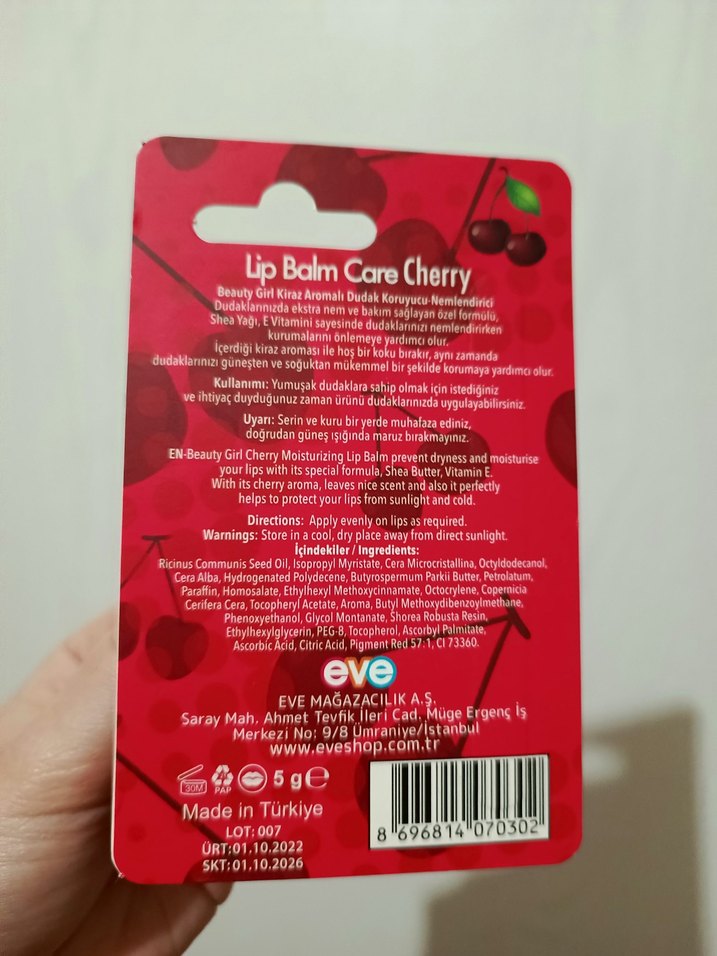 Lip Balm Care Cherry
Beauty Girl Kiraz Aromalı Dudak Koruyucu-Nemlendirici
Dudaklarınızda ekstra nem ve bakım sağlayan özel formülü,
Shea Yağı, E Vitamini sayesinde dudaklarınızı nemlendirirken
kurumalarını önlemeye yardımcı olur.
İçerdiği kiraz aroması ile hoş bir koku bırakır, aynı zamanda
dudaklarınızı güneşten ve soğuktan mükemmel bir şekilde korumaya yardımcı olur.
Kullanımı: Yumuşak dudaklara sahip olmak için istediğiniz
ve ihtiyaç duyduğunuz zaman ürünü dudaklarınızda uygulayabilirsiniz.
Uyarı: Serin ve kuru bir yerde muhafaza ediniz,
doğrudan güneş ışığında maruz bırakmayınız.
EN-Beauty Girl Cherry Moisturizing Lip Balm prevent dryness and moisturise
your lips with its special formula, Shea Butter, Vitamin E.
With its cherry aroma, leaves nice scent and also it perfectly
helps to protect your lips from sunlight and cold.
Directions: Apply evenly on lips as required.
Warnings: Store in a cool, dry place away from direct sunlight.
İçindekiler / Ingredients:
Ricinus Communis Seed Oil, Isopropyl Myristate, Cera Microcristallina, Octyldodecanol,
Cera Alba, Hydrogenated Polydecene, Butyrospermum Parkii Butter, Petrolatum,
Paraffin, Homosalate, Ethylhexyl Methoxycinnamate, Octocrylene, Copernicia
Cerifera Cera, Tocopheryl Acetate, Aroma, Butyl Methoxydibenzoylmethane,
Phenoxyethanol, Glycol Montanate, Shorea Robusta Resin,
Ethylhexylglycerin, PEG-8, Tocopherol, Ascorbyl Palmitate,
Ascorbic Acid, Citric Acid, Pigment Red 57:1, CI 73360.
eve
EVE MAĞAZACILIK A.Ş.
Saray Mah. Ahmet Tevfik İleri Cad. Müge Ergenç İş
Merkezi No: 9/8 Ümraniye/İstanbul
www.eveshop.com.tr
30M PAP 5 g e
Made in Türkiye
LOT: 007
ÜRT:01.10.2022
SKT:01.10.2026
8 696814 070302